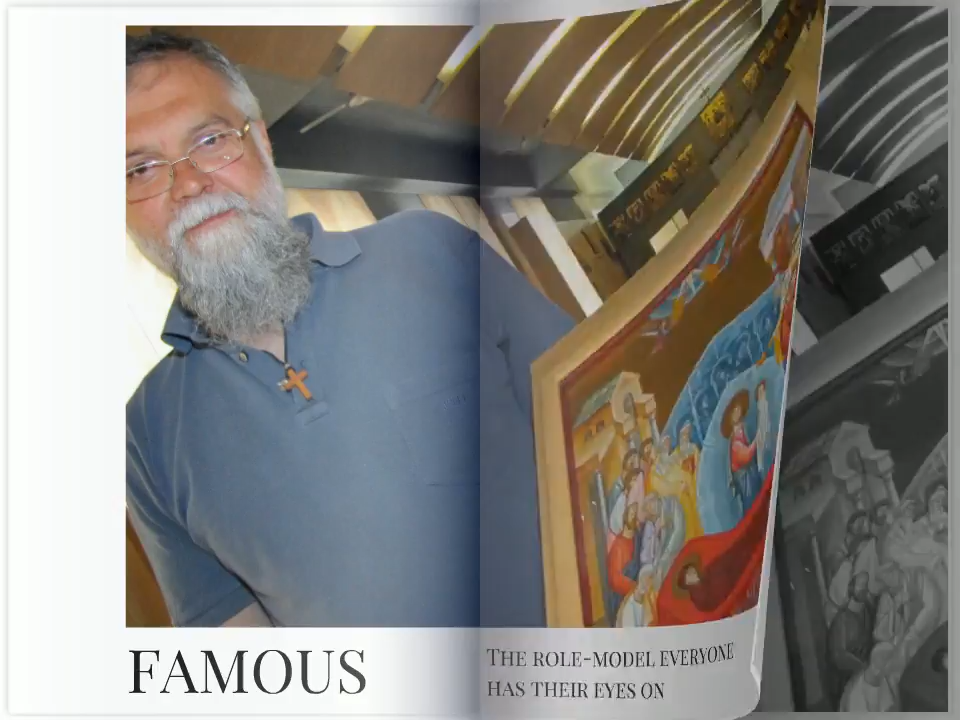 FAMOUS
THE ROLE-MODEL EVERYONE
HAS THEIR EYES ON